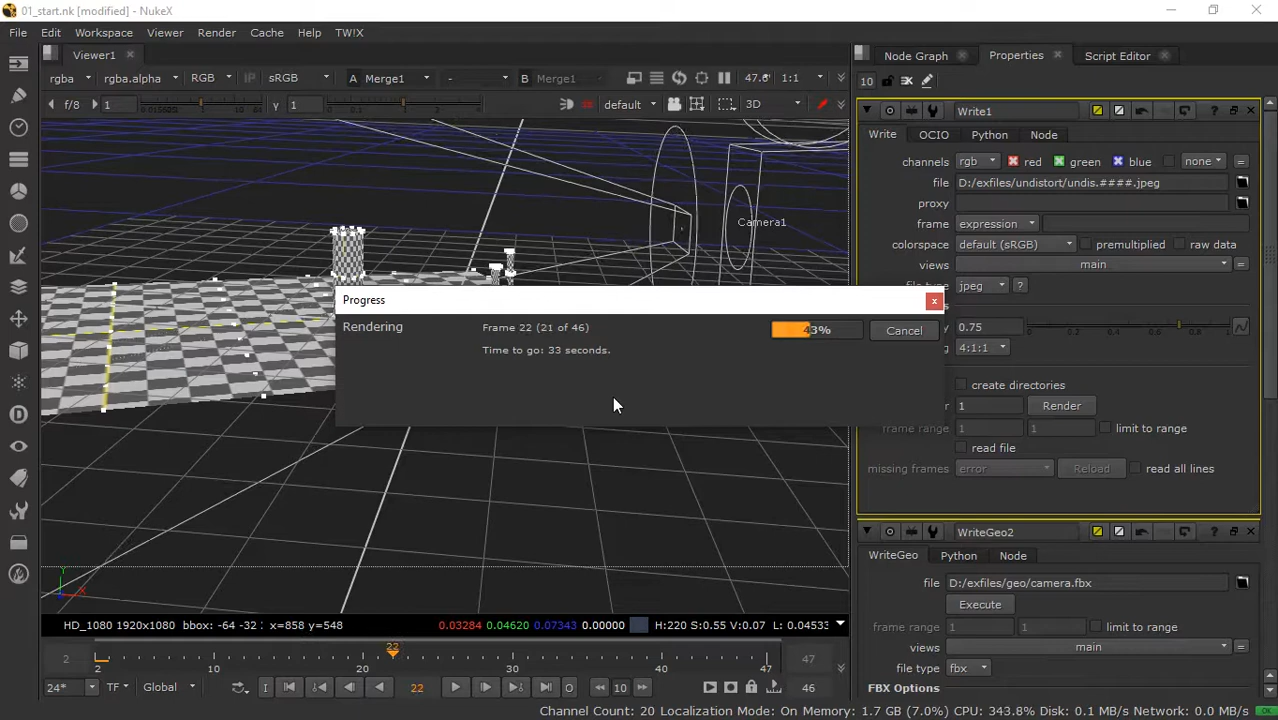 01_start.nk [modified] - NukeX
File Edit Workspace Viewer Render Cache Help TW!X
Viewer1
Node Graph Properties Script Editor
rgba rgba.alpha RGB IP sRGB A Merge1 - B Merge1 47.6 1:1
10
f/8 1 γ 1 default 3D
Write1
Write OCIO Python Node
channels rgb red green blue none =
file D:/exfiles/undistort/undis.####.jpeg
proxy
frame expression
Camera1
colorspace default (sRGB) premultiplied raw data
views main =
file type jpeg ?
Progress
Rendering Frame 22 (21 of 46) 43% Cancel
Time to go: 33 seconds.
0.75
4:1:1
create directories
1 Render
frame range 1 1 limit to range
read file
missing frames error Reload read all lines
WriteGeo2
WriteGeo Python Node
file D:/exfiles/geo/camera.fbx
Execute
frame range 1 1 limit to range
views main =
file type fbx
FBX Options
Y
X
HD_1080 1920x1080 bbox: -64 -32 x=858 y=548 0.03284 0.04620 0.07343 0.00000 H:220 S:0.55 V:0.07 L: 0.04533
22
2 2 10 20 30 40 47 47
24* TF Global I 22 O 10 46
Channel Count: 20 Localization Mode: On Memory: 1.7 GB (7.0%) CPU: 343.8% Disk: 0.1 MB/s Network: 0.0 MB/s OK